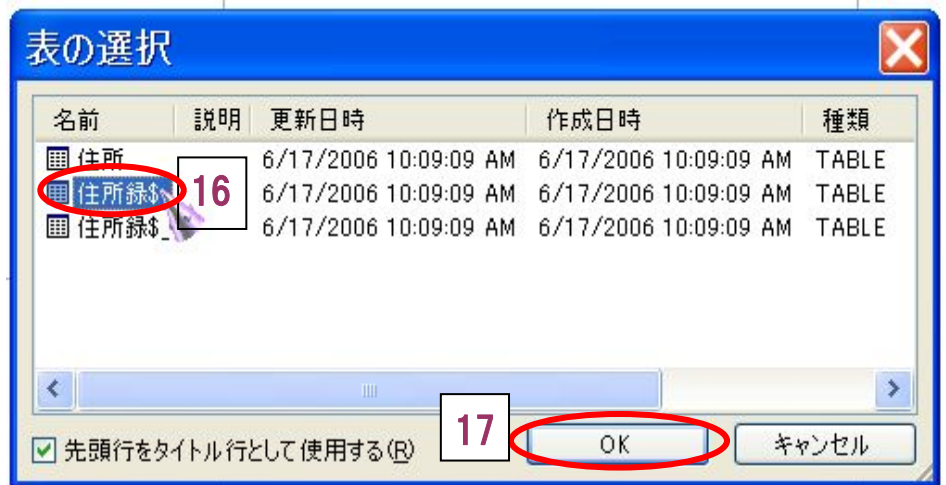 表の選択
名前 説明 更新日時 作成日時 種類
住所 6/17/2006 10:09:09 AM 6/17/2006 10:09:09 AM TABLE
住所録$ 16 6/17/2006 10:09:09 AM 6/17/2006 10:09:09 AM TABLE
住所録$_ 6/17/2006 10:09:09 AM 6/17/2006 10:09:09 AM TABLE
先頭行をタイトル行として使用する(R) 17 OK キャンセル